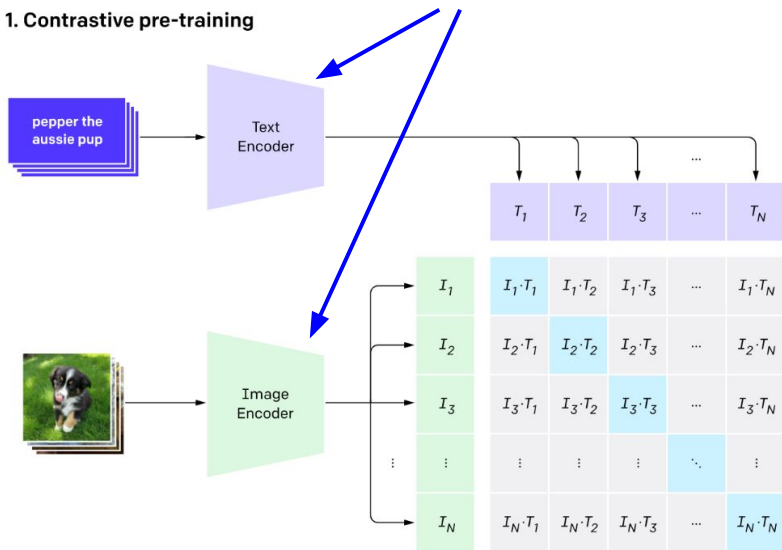 1. Contrastive pre-training
pepper the
aussie pup
Text
Encoder
...
T1 T2 T3 ... TN
I1 I1·T1 I1·T2 I1·T3 ... I1·TN
I2 I2·T1 I2·T2 I2·T3 ... I2·TN
Image
Encoder
I3 I3·T1 I3·T2 I3·T3 ... I3·TN
⋮ ⋮ ⋮ ⋮ ⋮ ⋱ ⋮
IN IN·T1 IN·T2 IN·T3 ... IN·TN